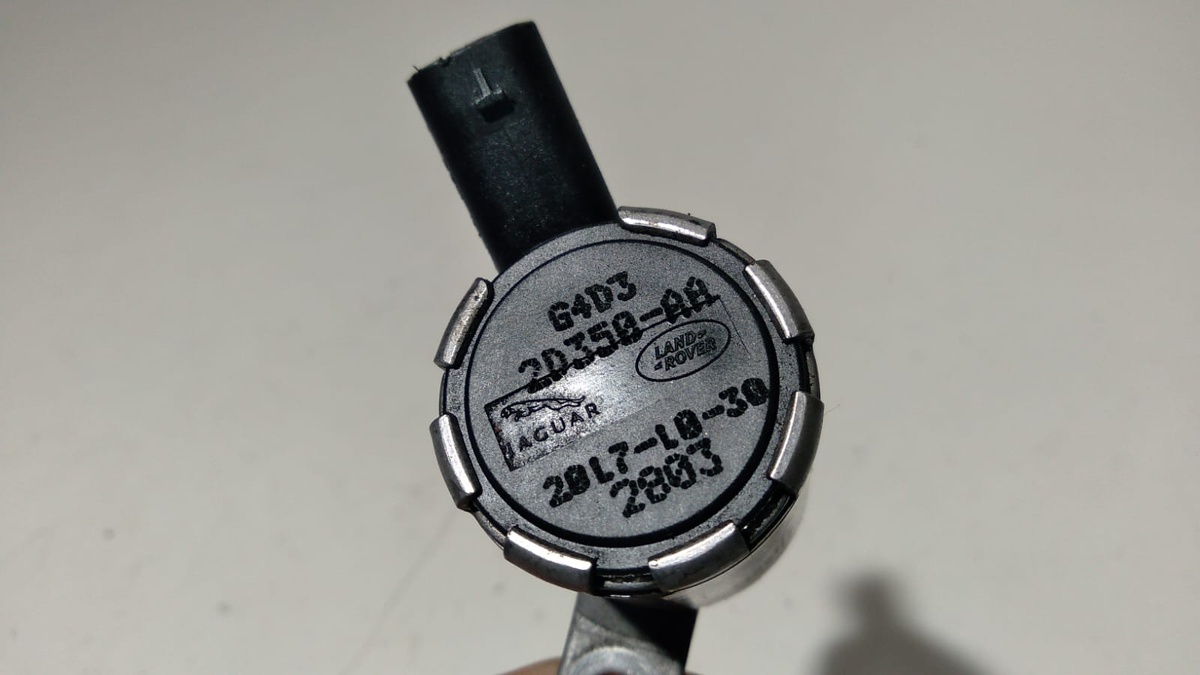 G4D3
2D350-AA
LAND-
-ROVER
JAGUAR
2017-10-30
2803